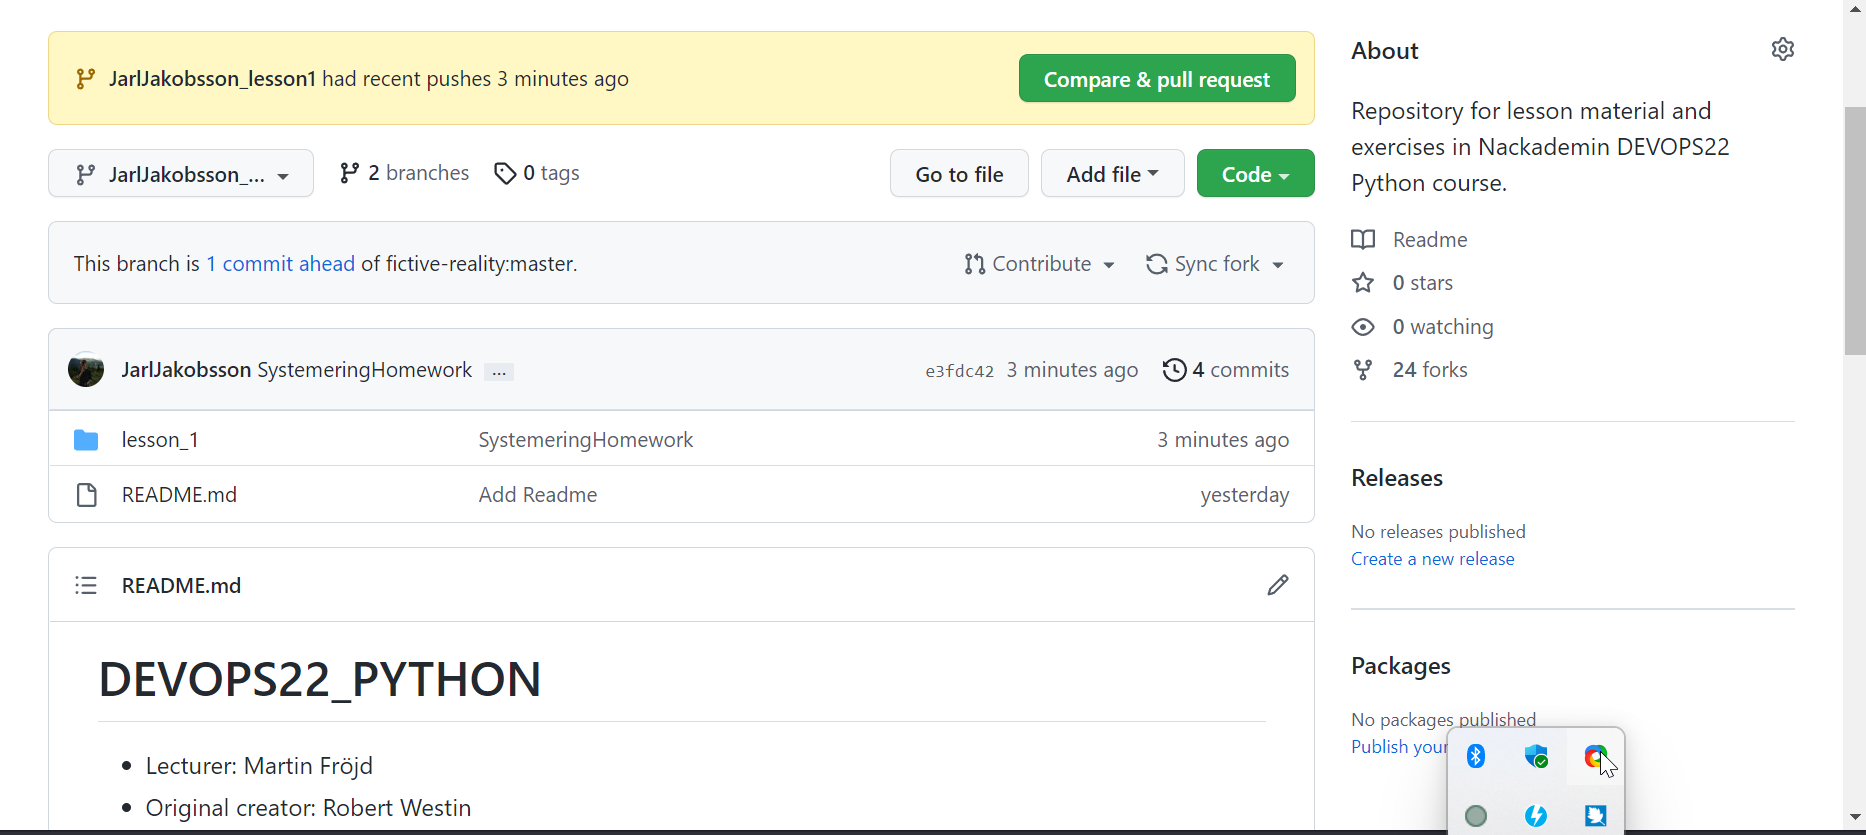 JarlJakobsson_lesson1 had recent pushes 3 minutes ago
Compare & pull request
JarlJakobsson_...
2 branches
0 tags
Go to file
Add file
Code
This branch is 1 commit ahead of fictive-reality:master.
Contribute
Sync fork
JarlJakobsson SystemeringHomework ...
e3fdc42 3 minutes ago
4 commits
lesson_1
SystemeringHomework
3 minutes ago
README.md
Add Readme
yesterday
README.md
DEVOPS22_PYTHON
Lecturer: Martin Fröjd
Original creator: Robert Westin
About
Repository for lesson material and
exercises in Nackademin DEVOPS22
Python course.
Readme
0 stars
0 watching
24 forks
Releases
No releases published
Create a new release
Packages
No packages published
Publish your